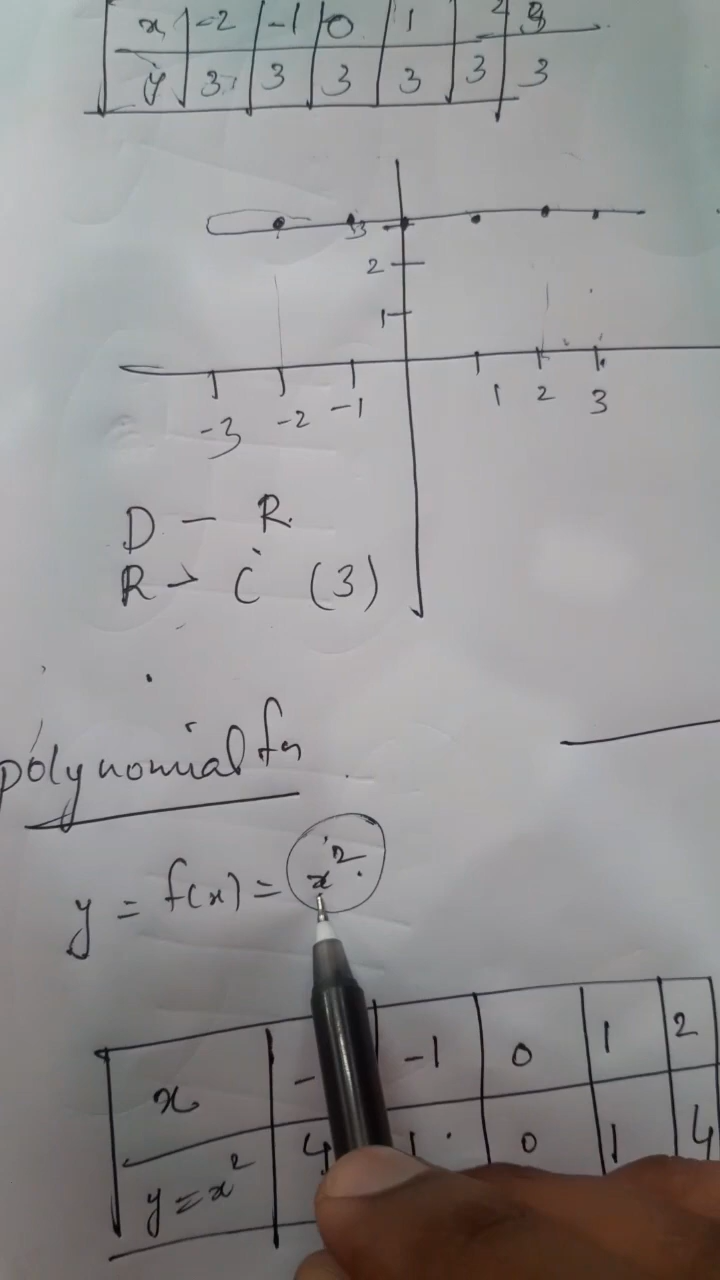 x -2 -1 0 1 2 3
y 3 3 3 3 3 3
3
2
1
-3 -2 -1 1 2 3
D – R
R → C (3)
polynomial fn
y = f(x) = x²
x - -1 0 1 2
y = x² 4 1 0 1 4